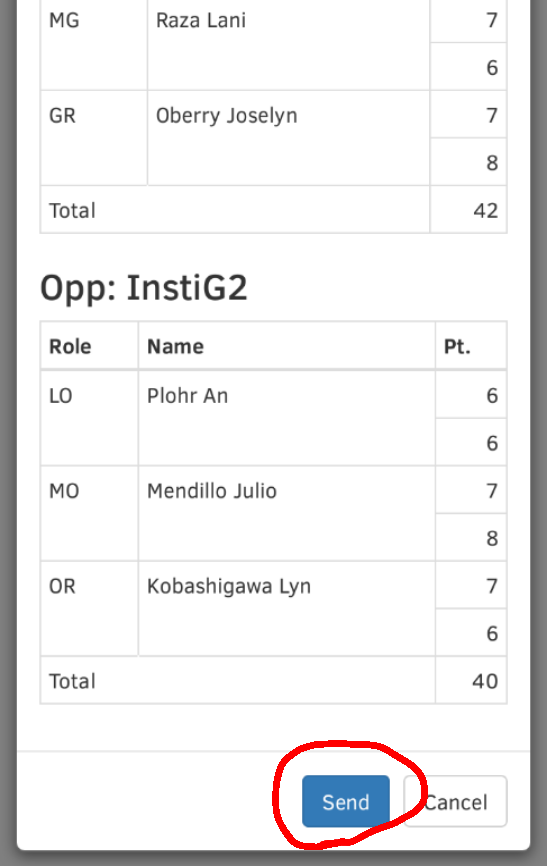 MG Raza Lani 7
6
GR Oberry Joselyn 7
8
Total 42
Opp: InstiG2
Role Name Pt.
LO Plohr An 6
6
MO Mendillo Julio 7
8
OR Kobashigawa Lyn 7
6
Total 40
Send Cancel